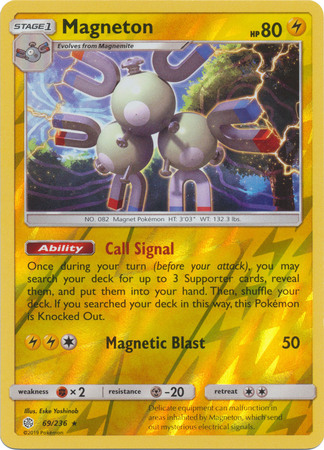 STAGE 1 Magneton HP 80
Evolves from Magnemite
NO. 082 Magnet Pokémon HT: 3'03" WT: 132.3 lbs.
Ability Call Signal
Once during your turn (before your attack), you may
search your deck for up to 3 Supporter cards, reveal
them, and put them into your hand. Then, shuffle your
deck. If you searched your deck in this way, this Pokémon
is Knocked Out.
Magnetic Blast 50
weakness × 2 resistance -20 retreat
Illus. Eske Yoshinob
69/236
©2019 Pokémon
Delicate equipment can malfunction in
areas inhabited by Magneton, which send
out mysterious electrical signals.